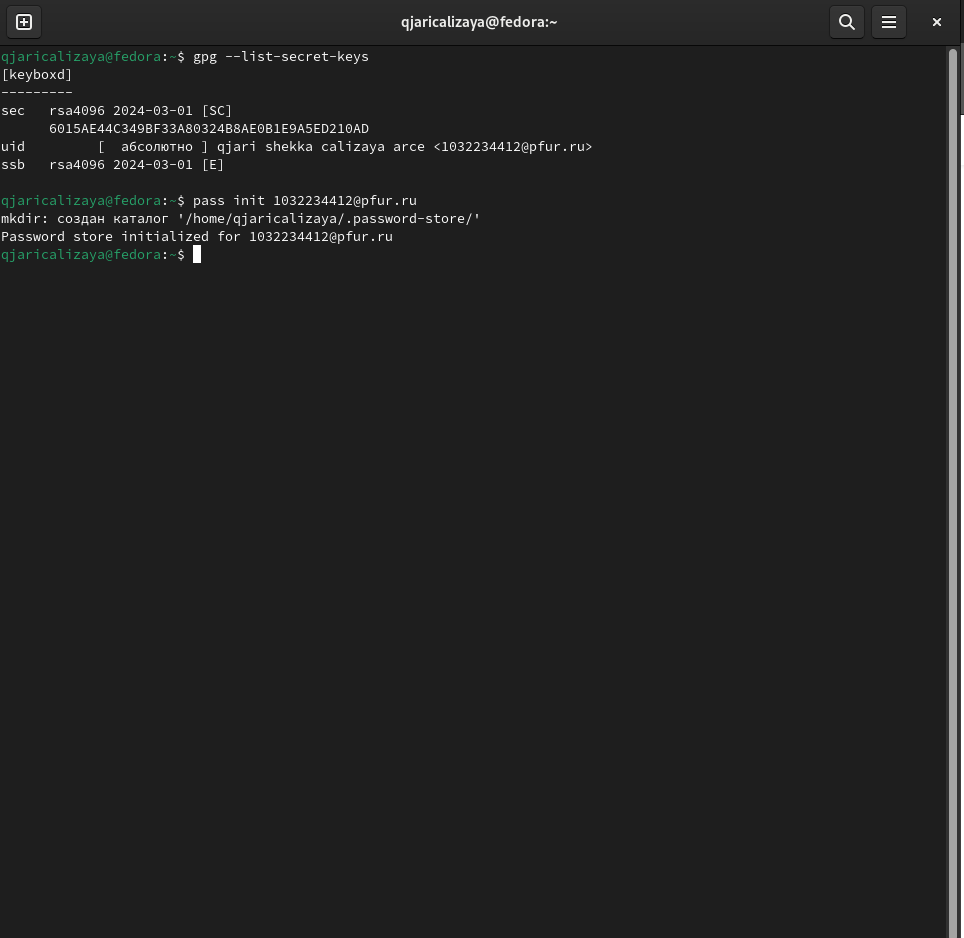 qjaricalizaya@fedora:~
qjaricalizaya@fedora:~$ gpg --list-secret-keys
[keyboxd]
---------
sec   rsa4096 2024-03-01 [SC]
      6015AE44C349BF33A80324B8AE0B1E9A5ED210AD
uid         [  абсолютно ] qjari shekka calizaya arce <1032234412@pfur.ru>
ssb   rsa4096 2024-03-01 [E]
qjaricalizaya@fedora:~$ pass init 1032234412@pfur.ru
mkdir: создан каталог '/home/qjaricalizaya/.password-store/'
Password store initialized for 1032234412@pfur.ru
qjaricalizaya@fedora:~$